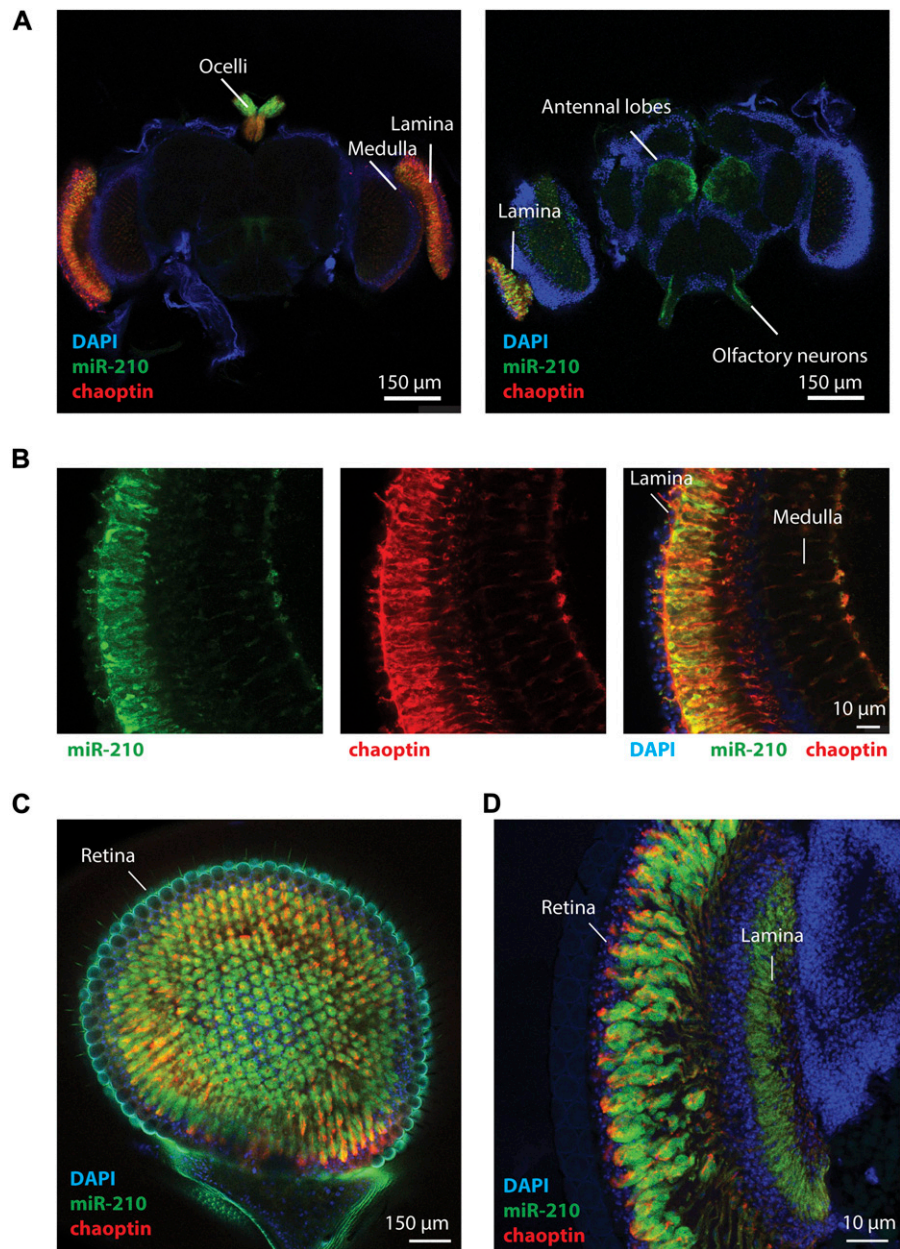 A
Ocelli
Lamina
Medulla
DAPI
miR-210
chaoptin
150 µm
Antennal lobes
Lamina
Olfactory neurons
DAPI
miR-210
chaoptin
150 µm
B
miR-210
chaoptin
Lamina
Medulla
10 µm
DAPI miR-210 chaoptin
C
Retina
DAPI
miR-210
chaoptin
150 µm
D
Retina
Lamina
DAPI
miR-210
chaoptin
10 µm